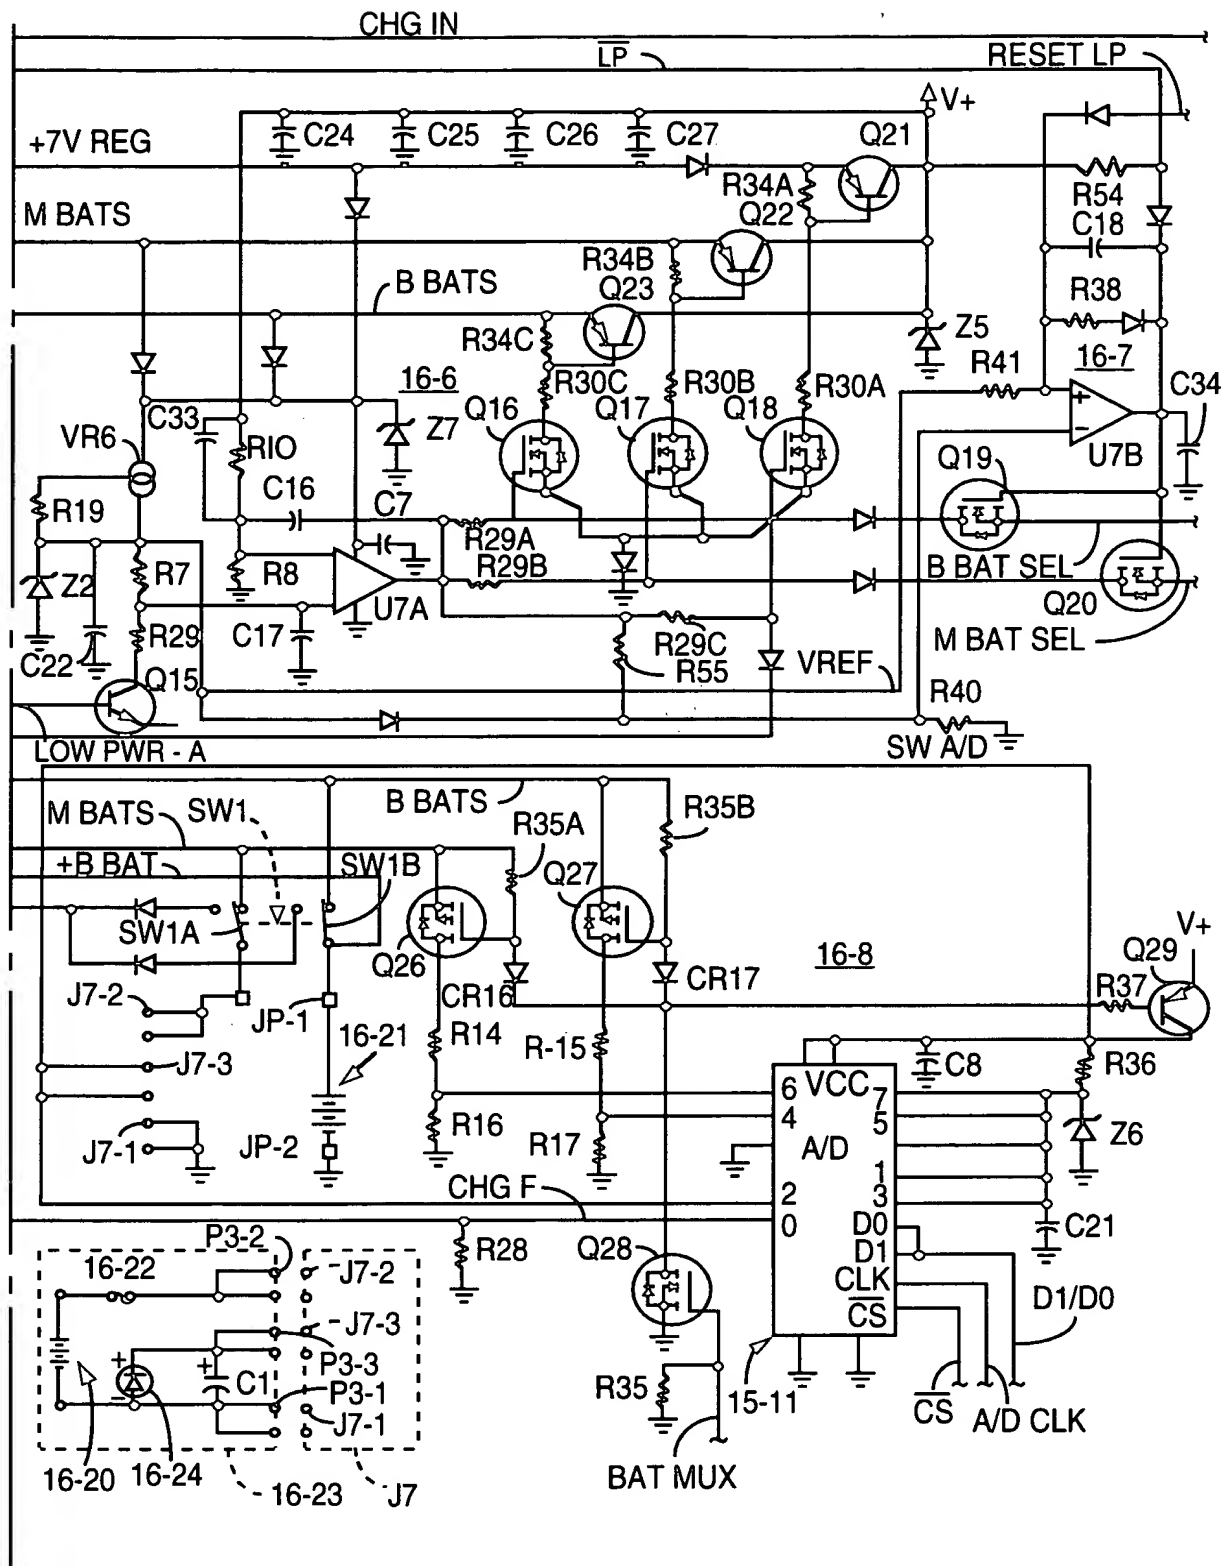 CHG IN
LP
RESET LP
V+
C24
C25
C26
C27
Q21
+7V REG
R34A
R54
M BATS
Q22
C18
R34B
B BATS
Q23
R38
R34C
Z5
16-7
16-6
R41
C34
R30C
R30B
R30A
C33
Q16
Q17
Q18
VR6
RIO
Z7
U7B
Q19
C16
C7
R19
R29A
R29B
B BAT SEL
Z2
R7
R8
U7A
Q20
C17
R29
R29C
M BAT SEL
C22
R55
VREF
Q15
R40
LOW PWR - A
SW A/D
B BATS
M BATS
SW1
R35A
R35B
+B BAT
SW1B
Q27
SW1A
Q26
16-8
V+
Q29
CR16
CR17
R37
J7-2
JP-1
16-21
R14
R-15
J7-3
C8
R36
6
VCC
7
4
5
R16
R17
A/D
Z6
J7-1
JP-2
1
CHG F
2
3
0
D0
C21
P3-2
R28
Q28
D1
16-22
J7-2
CLK
D1/D0
CS
J7-3
+
+
P3-3
C1
P3-1
R35
-
J7-1
15-11
CS
A/D CLK
16-20
16-24
BAT MUX
16-23
J7